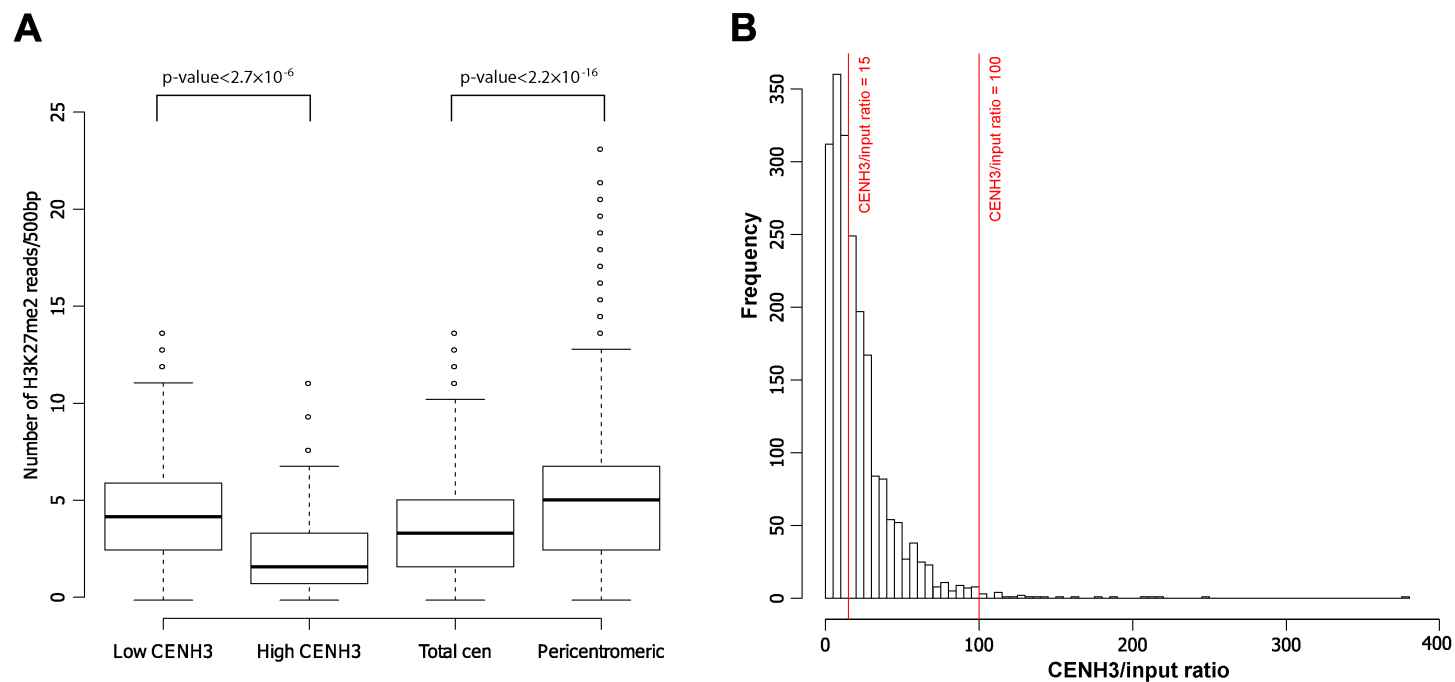 A
p-value<2.7×10⁻⁶
p-value<2.2×10⁻¹⁶
Number of H3K27me2 reads/500bp
25
20
15
10
5
0
Low CENH3
High CENH3
Total cen
Pericentromeric
B
CENH3/input ratio = 15
CENH3/input ratio = 100
Frequency
350
300
250
200
150
100
50
0
0
100
200
300
400
CENH3/input ratio